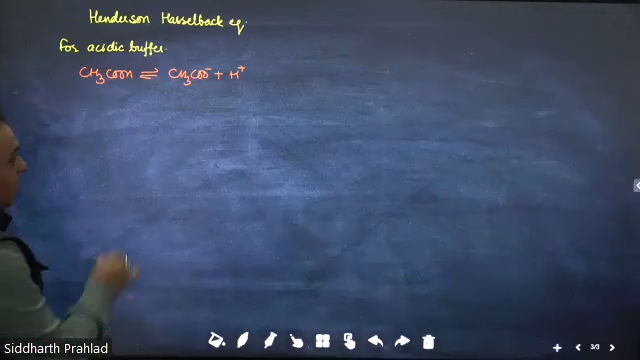 Henderson Hasselback eq.
for acidic buffer.
CH₃COOH ⇌ CH₃COO⁻ + H⁺
Siddharth Prahlad
3/3